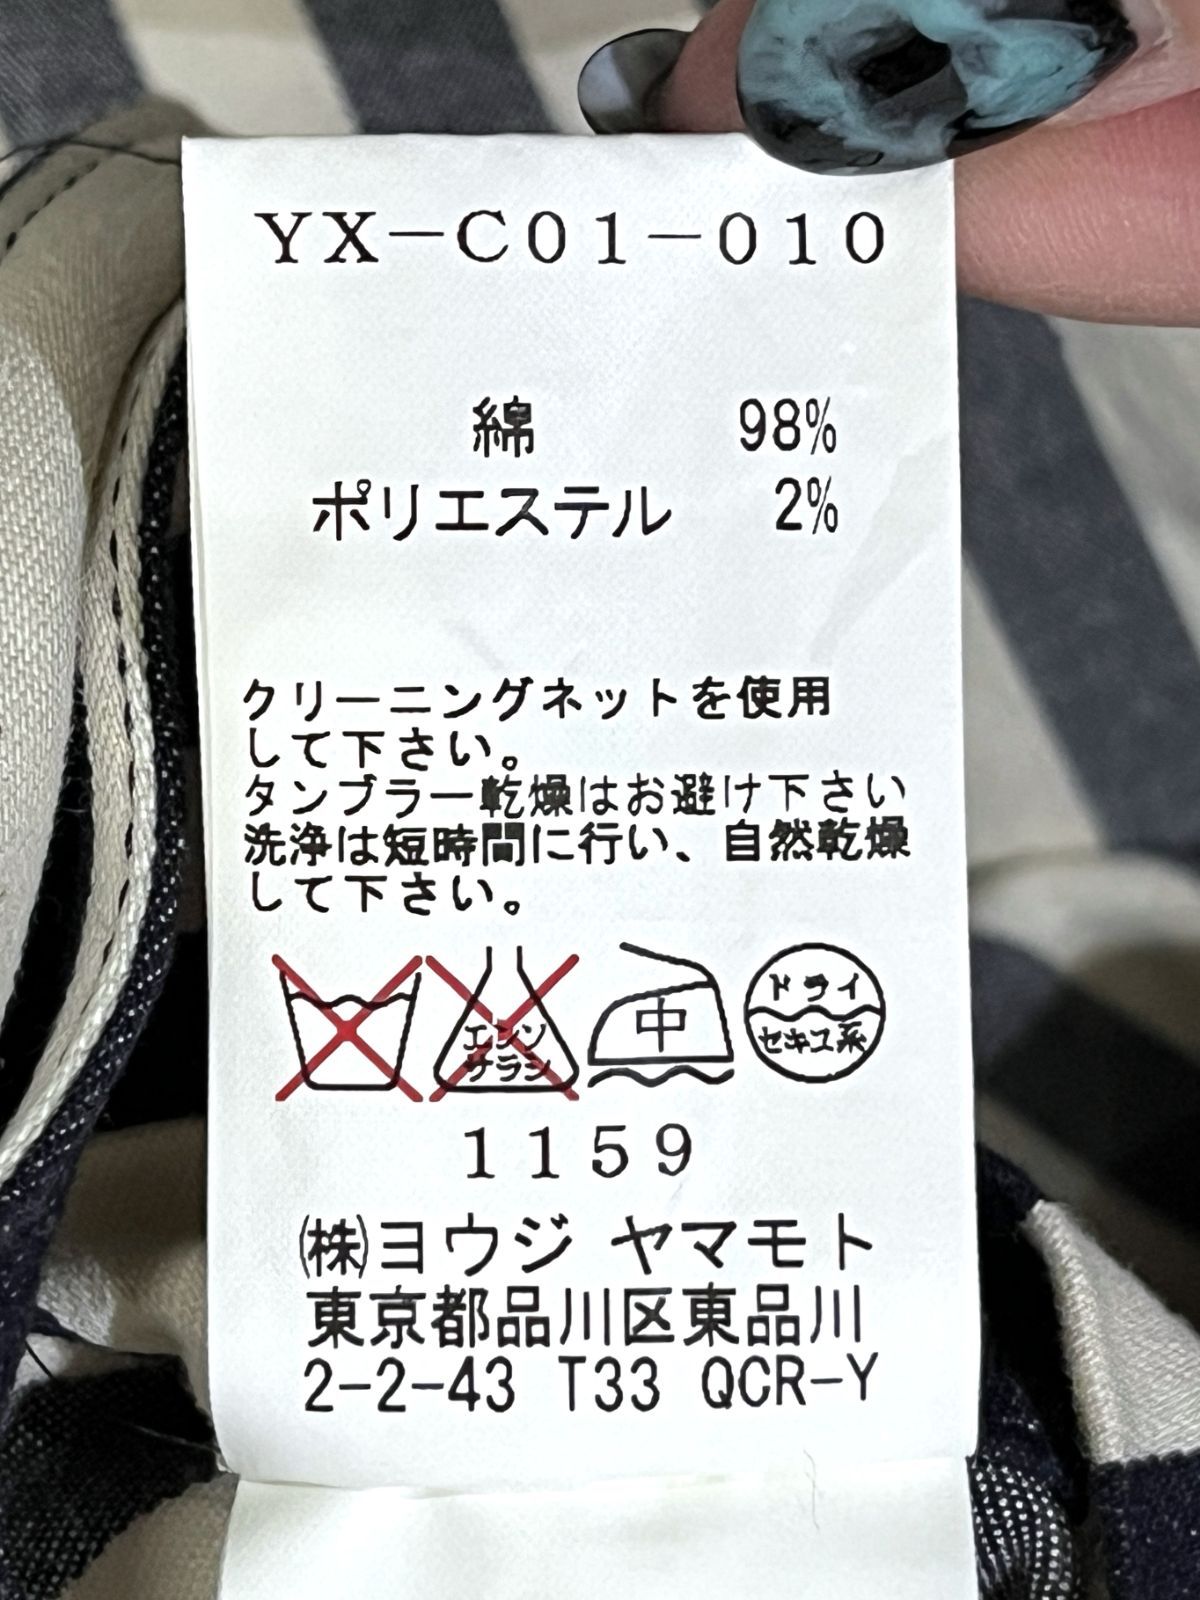 YX-C01-010
綿 98%
ポリエステル 2%
クリーニングネットを使用
して下さい。
タンブラー乾燥はお避け下さい
洗浄は短時間に行い、自然乾燥
して下さい。
エンソ
サラシ
中
ドライ
セキユ系
1159
㈱ヨウジ ヤマモト
東京都品川区東品川
2-2-43 T33 QCR-Y